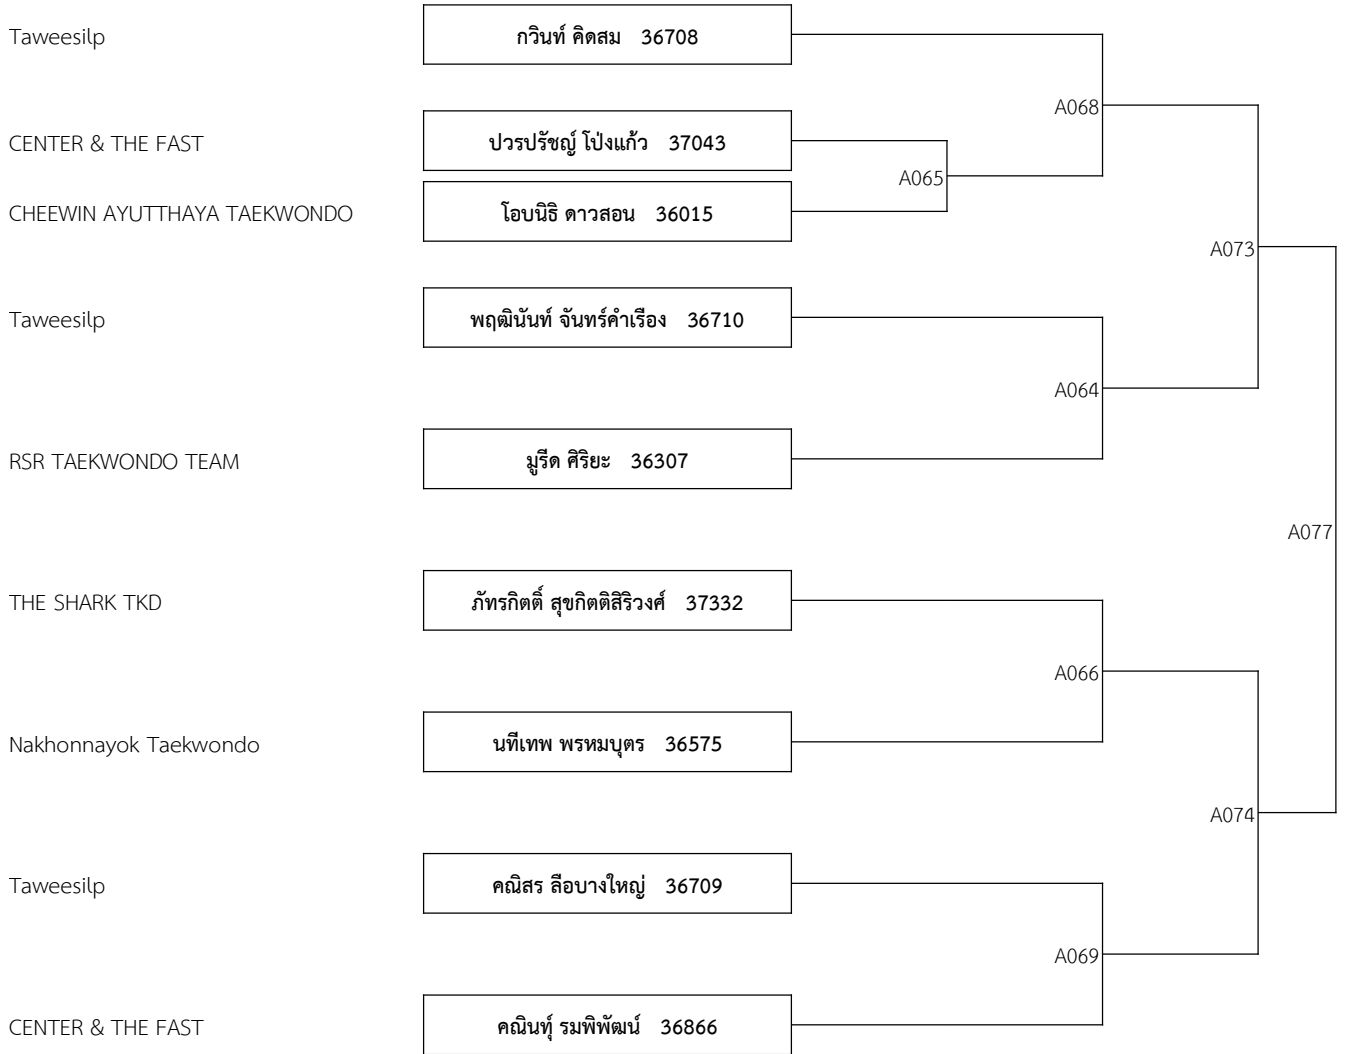 Taweesilp กวินท์ คิดสม 36708
A068
CENTER & THE FAST ปวรปรัชญ์ โป่งแก้ว 37043
A065
CHEEWIN AYUTTHAYA TAEKWONDO โอบนิธิ ดาวสอน 36015
A073
Taweesilp พฤฒินันท์ จันทร์คำเรือง 36710
A064
RSR TAEKWONDO TEAM มูรีด ศิริยะ 36307
A077
THE SHARK TKD ภัทรกิตติ์ สุขกิตติสิริวงศ์ 37332
A066
Nakhonnayok Taekwondo นทีเทพ พรหมบุตร 36575
A074
Taweesilp คณิสร ลือบางใหญ่ 36709
A069
CENTER & THE FAST คณินทุ์ รมพิพัฒน์ 36866